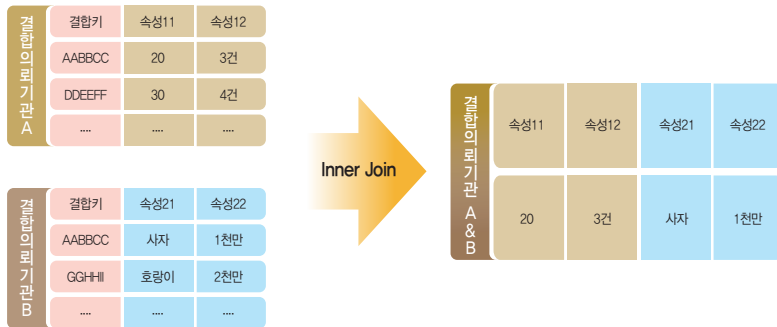 결합의뢰기관 A
결합키 속성11 속성12
AABBCC 20 3건
DDEEFF 30 4건
.... .... ....
결합의뢰기관 B
결합키 속성21 속성22
AABBCC 사자 1천만
GGHHII 호랑이 2천만
.... .... ....
Inner Join
결합의뢰기관 A & B
속성11 속성12 속성21 속성22
20 3건 사자 1천만